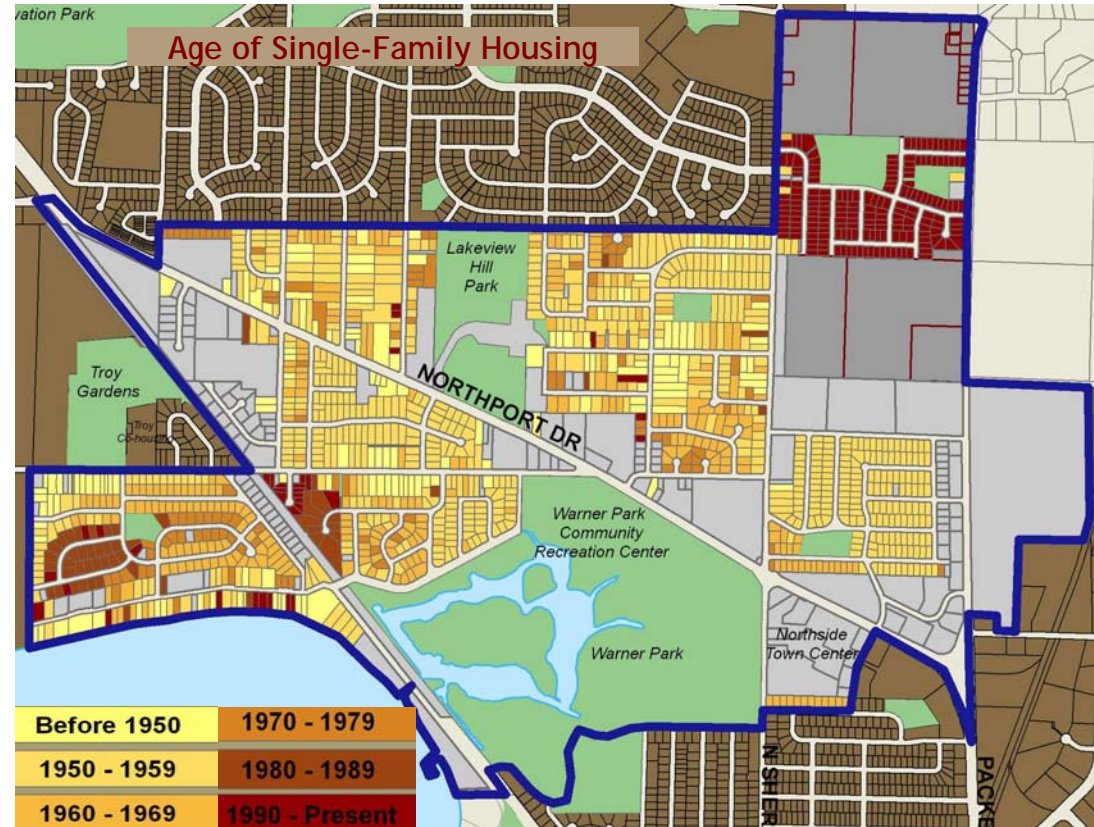 vation Park
Age of Single-Family Housing
Lakeview
Hill
Park
Troy
Gardens
Troy
Co-housing
NORTHPORT DR
Warner Park
Community
Recreation Center
Warner Park
Northside
Town Center
N SHER
PACKE
Before 1950
1970 - 1979
1950 - 1959
1980 - 1989
1960 - 1969
1990 - Present